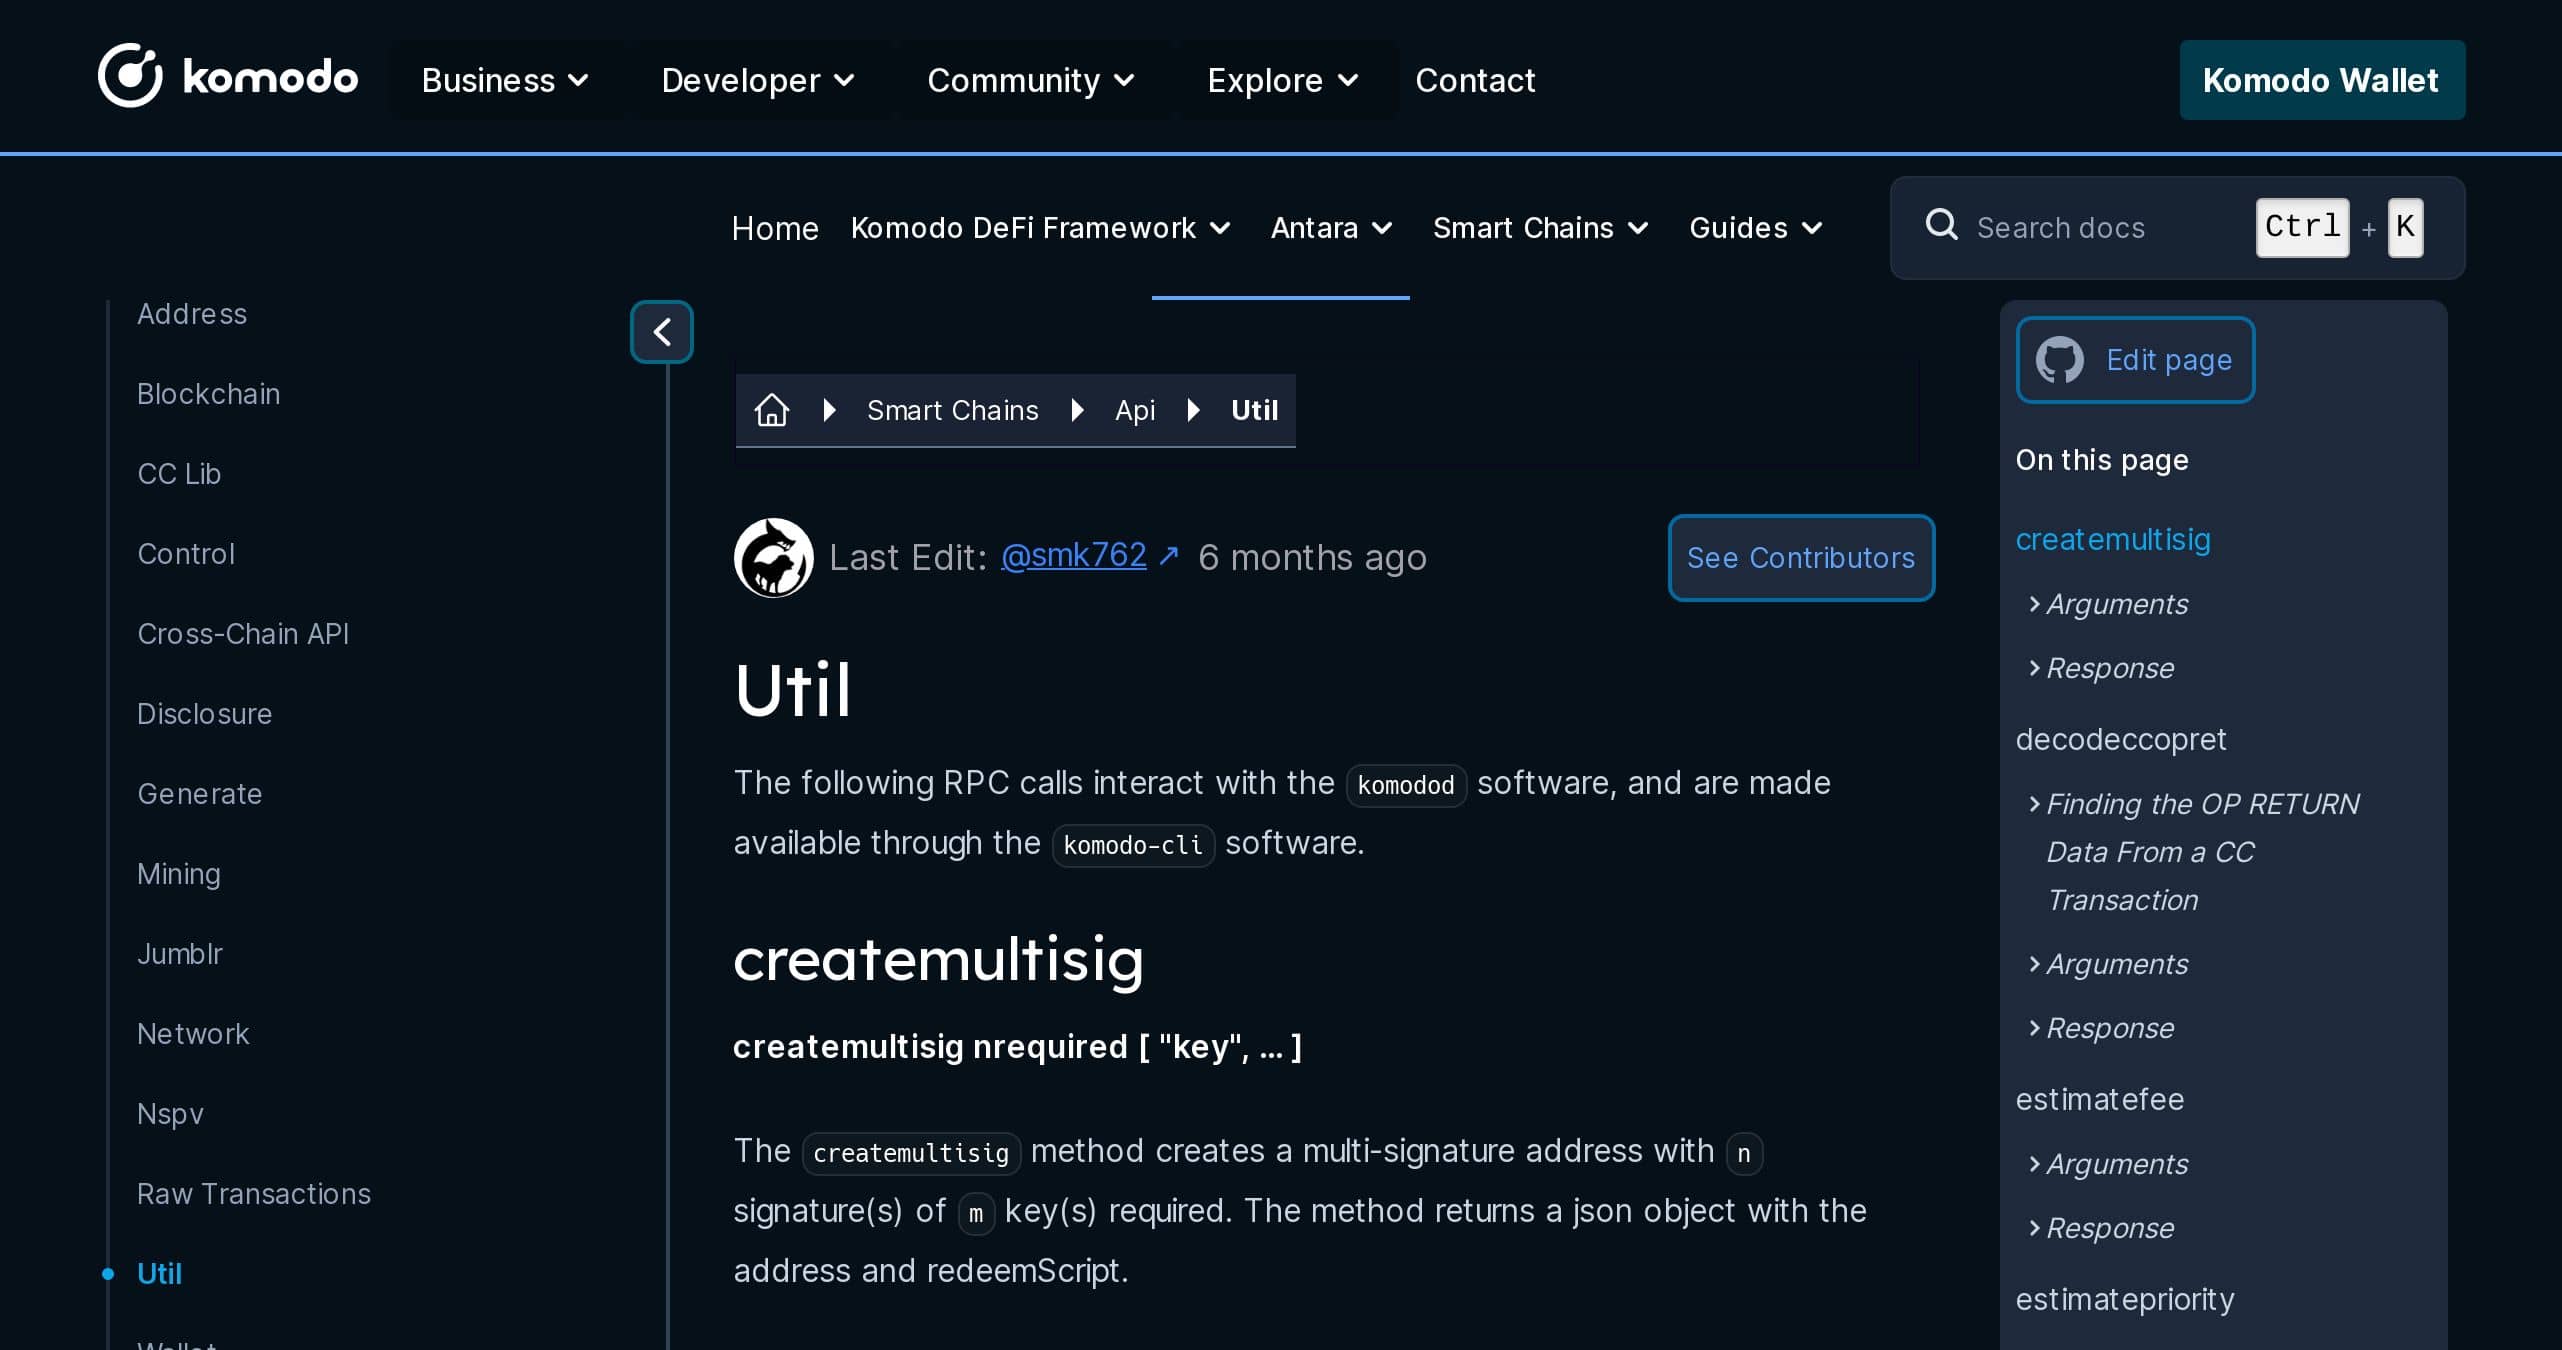 komodo
Business
Developer
Community
Explore
Contact
Komodo Wallet
Home
Komodo DeFi Framework
Antara
Smart Chains
Guides
Search docs
Ctrl + K
Address
Blockchain
CC Lib
Control
Cross-Chain API
Disclosure
Generate
Mining
Jumblr
Network
Nspv
Raw Transactions
Util
Wallet
Smart Chains
Api
Util
Last Edit: @smk762 ↗ 6 months ago
See Contributors
Util
The following RPC calls interact with the komodod software, and are made
available through the komodo-cli software.
createmultisig
createmultisig nrequired [ "key", ... ]
The createmultisig method creates a multi-signature address with n
signature(s) of m key(s) required. The method returns a json object with the
address and redeemScript.
Edit page
On this page
createmultisig
Arguments
Response
decodeccopret
Finding the OP RETURN
Data From a CC
Transaction
Arguments
Response
estimatefee
Arguments
Response
estimatepriority